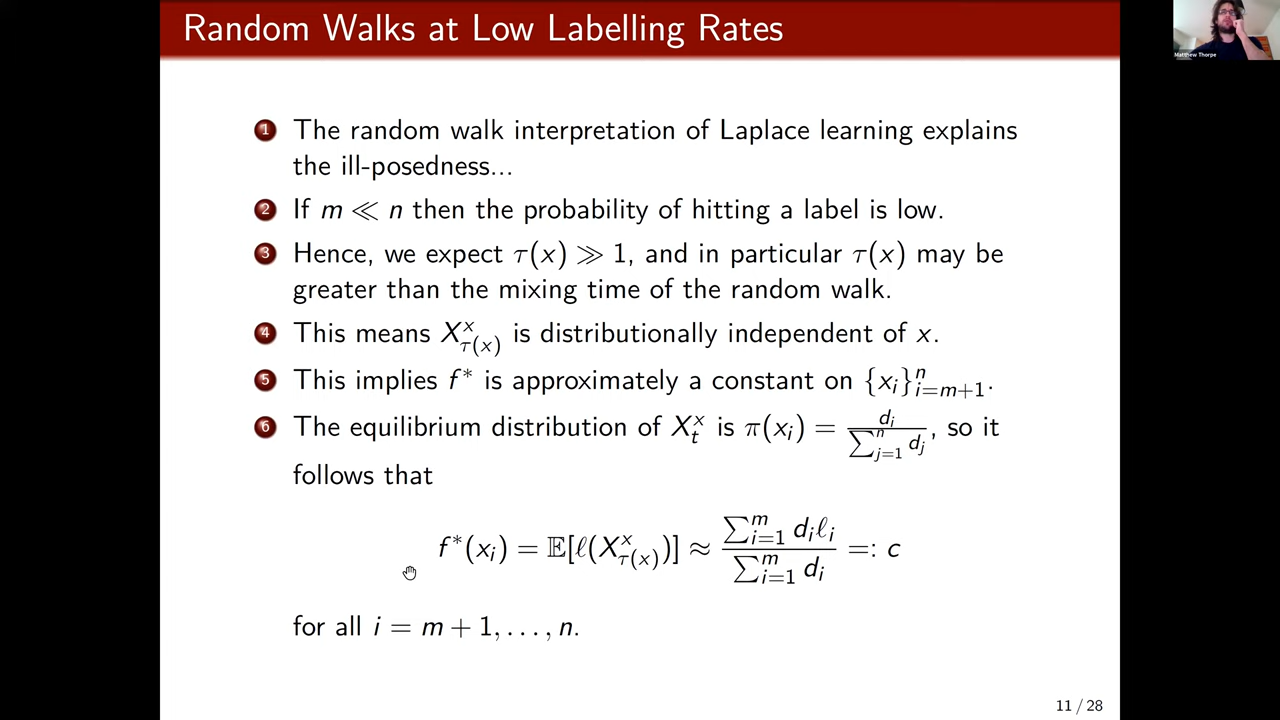 Random Walks at Low Labelling Rates
Matthew Thorpe
1 The random walk interpretation of Laplace learning explains
the ill-posedness...
2 If m ≪ n then the probability of hitting a label is low.
3 Hence, we expect τ(x) ≫ 1, and in particular τ(x) may be
greater than the mixing time of the random walk.
4 This means X^x_{τ(x)} is distributionally independent of x.
5 This implies f* is approximately a constant on {x_i}^n_{i=m+1}.
6 The equilibrium distribution of X^x_t is π(x_i) = d_i / ∑^n_{j=1} d_j, so it
follows that
f*(x_i) = 𝔼[ℓ(X^x_{τ(x)})] ≈ ∑^m_{i=1} d_i ℓ_i / ∑^m_{i=1} d_i =: c
for all i = m + 1, . . . , n.
11 / 28